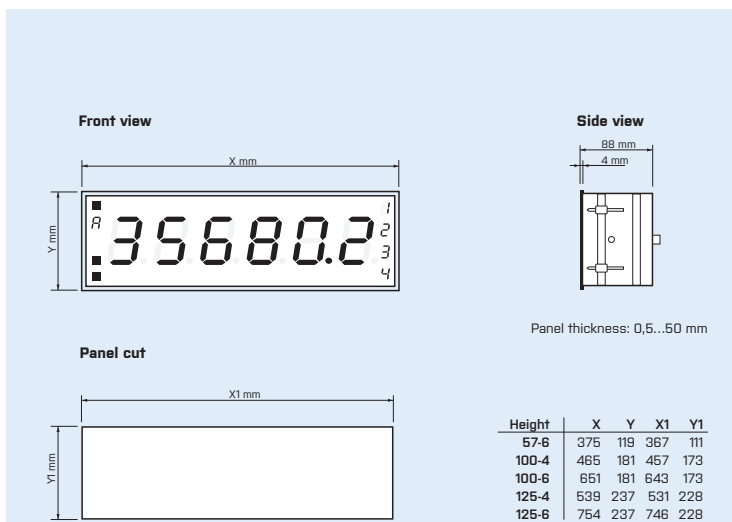 Front view
Side view
88 mm
4 mm
X mm
Y mm
A
35680.2
1
2
3
4
Panel thickness: 0,5...50 mm
Panel cut
X1 mm
Y1 mm
Height X Y X1 Y1
57-6 375 119 367 111
100-4 465 181 457 173
100-6 651 181 643 173
125-4 539 237 531 228
125-6 754 237 746 228